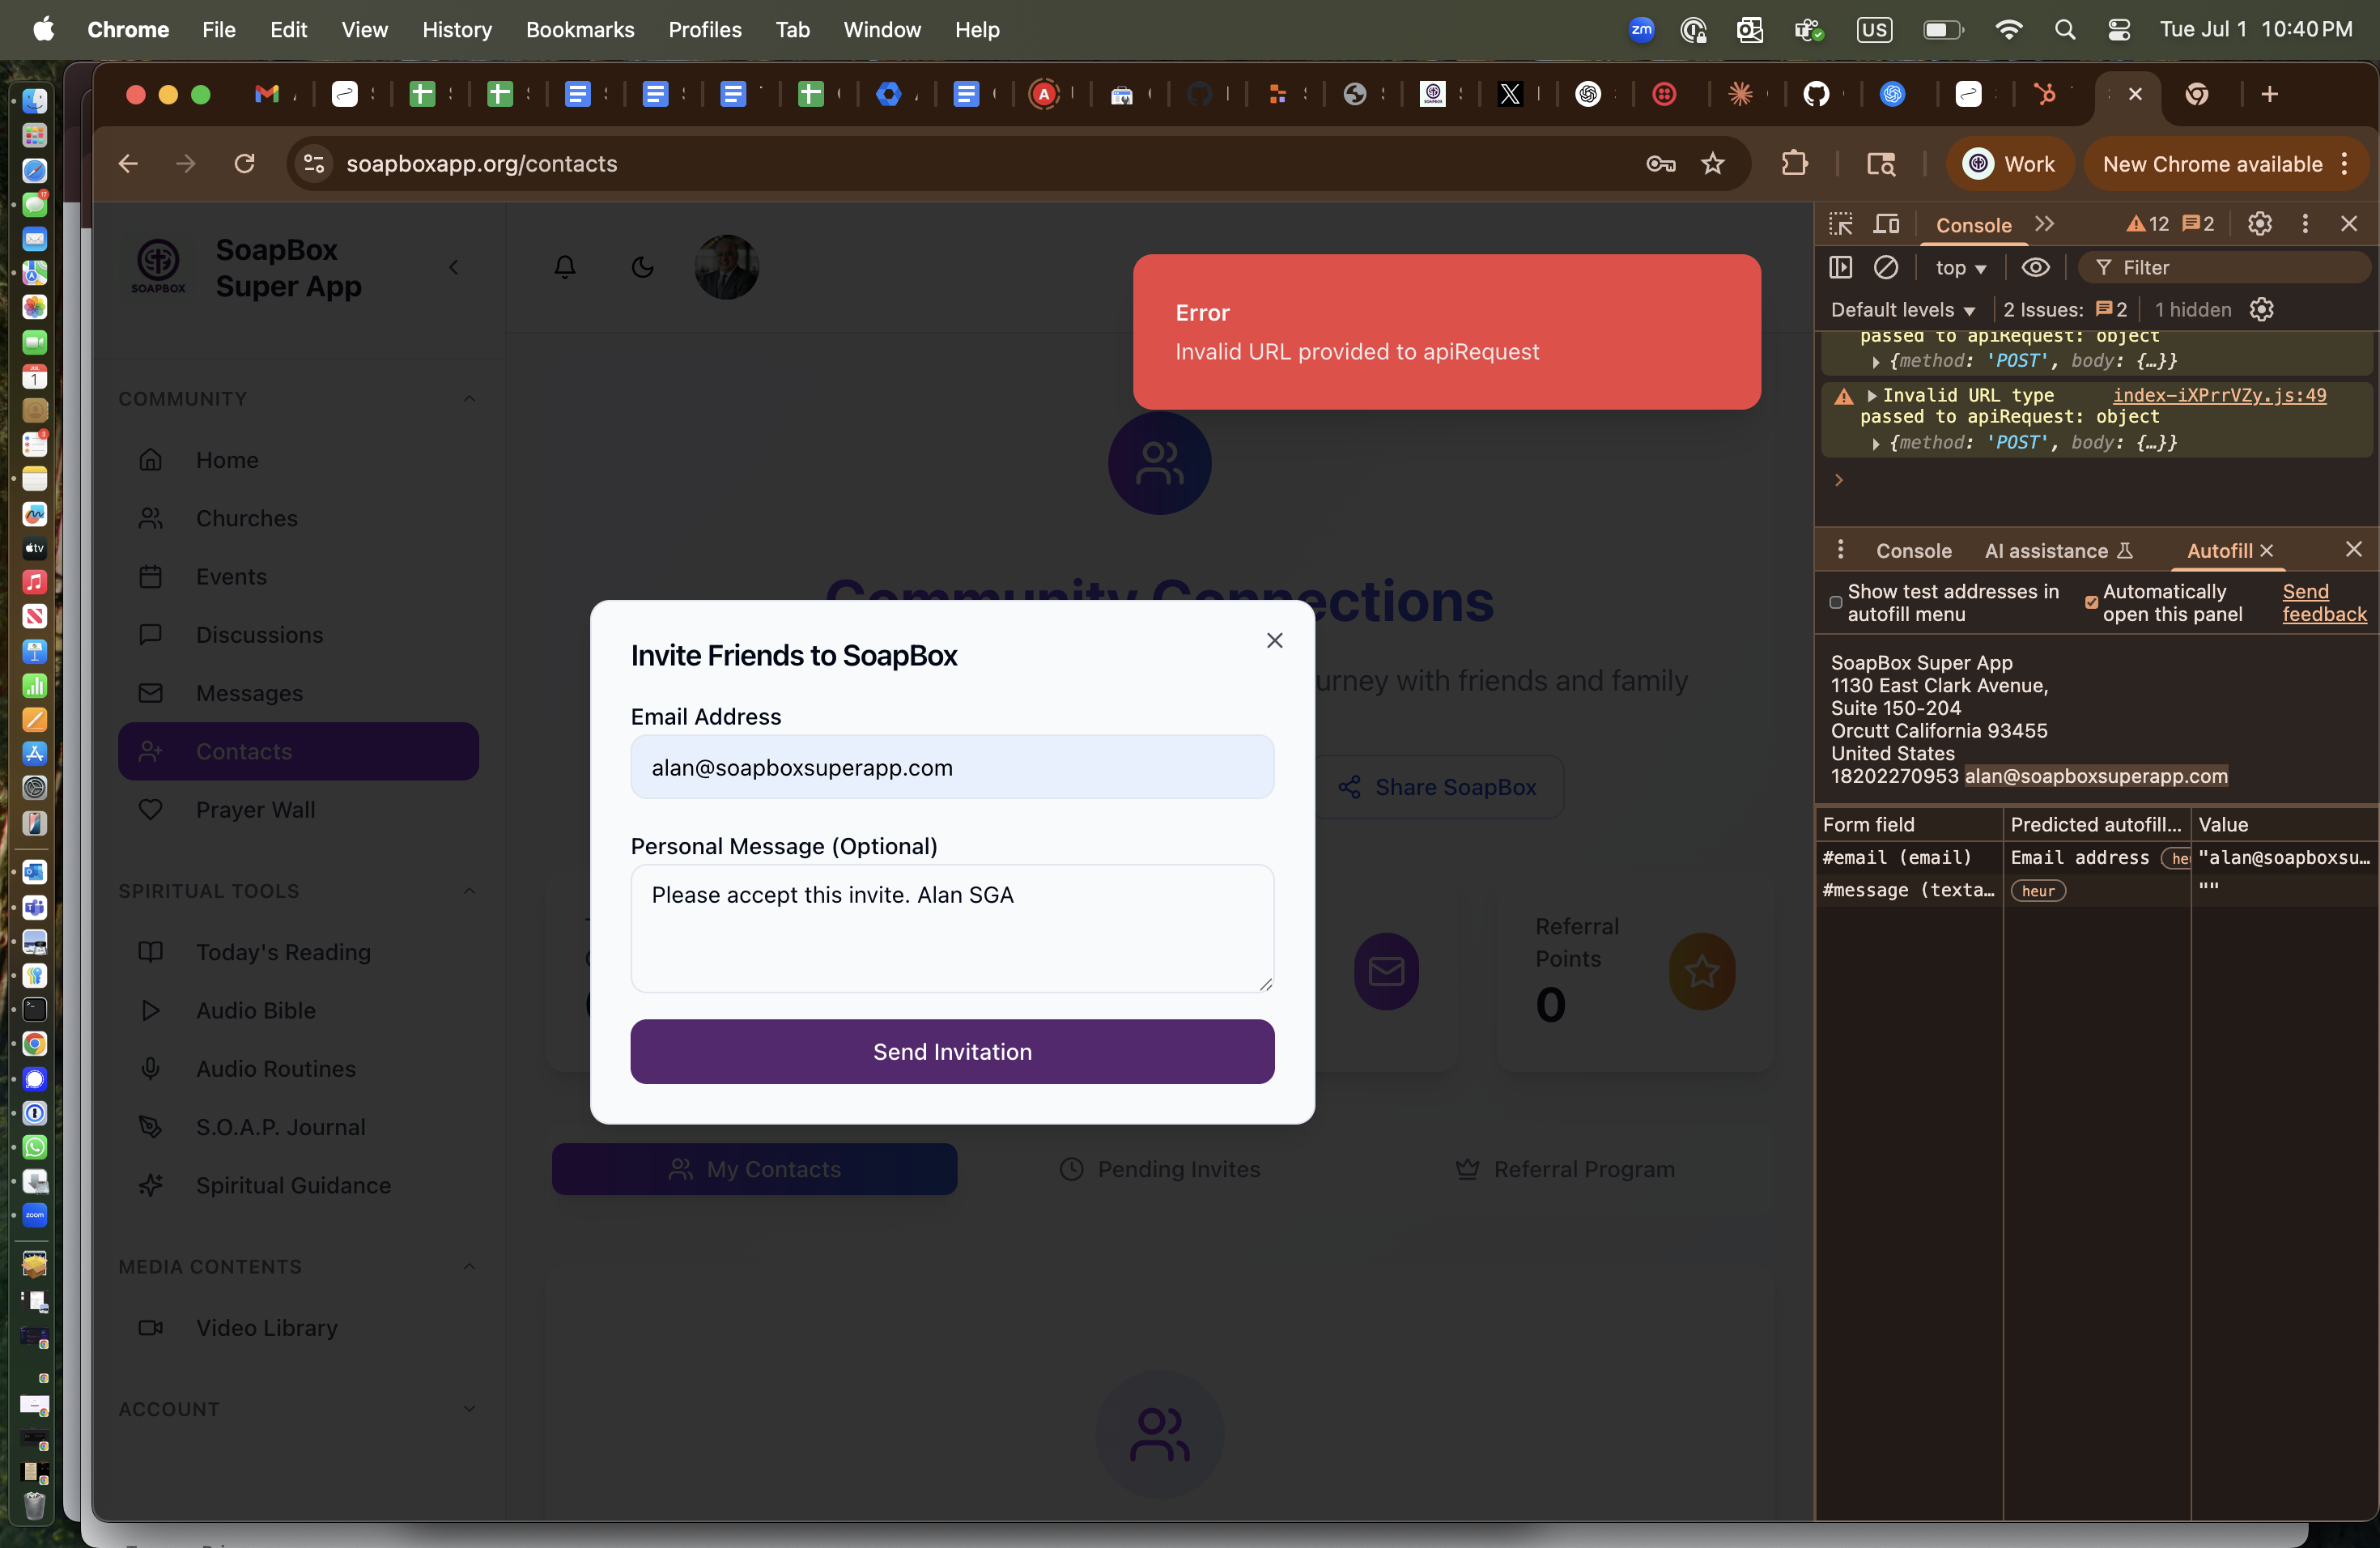 Chrome File Edit View History Bookmarks Profiles Tab Window Help
zm US Tue Jul 1 10:40 PM
soapboxapp.org/contacts
Work New Chrome available
SOAPBOX
SoapBox
Super App
COMMUNITY
Home
Churches
Events
Discussions
Messages
Contacts
Prayer Wall
SPIRITUAL TOOLS
Today's Reading
Audio Bible
Audio Routines
S.O.A.P. Journal
Spiritual Guidance
MEDIA CONTENTS
Video Library
ACCOUNT
Error
Invalid URL provided to apiRequest
Community Connections
urney with friends and family
Share SoapBox
Invite Friends to SoapBox
Email Address
alan@soapboxsuperapp.com
Personal Message (Optional)
Please accept this invite. Alan SGA
Send Invitation
Referral
Points
0
My Contacts Pending Invites Referral Program
Console 12 2
top Filter
Default levels 2 Issues: 2 1 hidden
passed to apiRequest: object
{method: 'POST', body: {…}}
Invalid URL type index-iXPrrVZy.js:49
passed to apiRequest: object
{method: 'POST', body: {…}}
Console AI assistance Autofill
Show test addresses in
autofill menu
Automatically
open this panel
Send
feedback
SoapBox Super App
1130 East Clark Avenue,
Suite 150-204
Orcutt California 93455
United States
18202270953 alan@soapboxsuperapp.com
Form field Predicted autofill... Value
#email (email) Email address heu "alan@soapboxsu…
#message (texta… heur ""